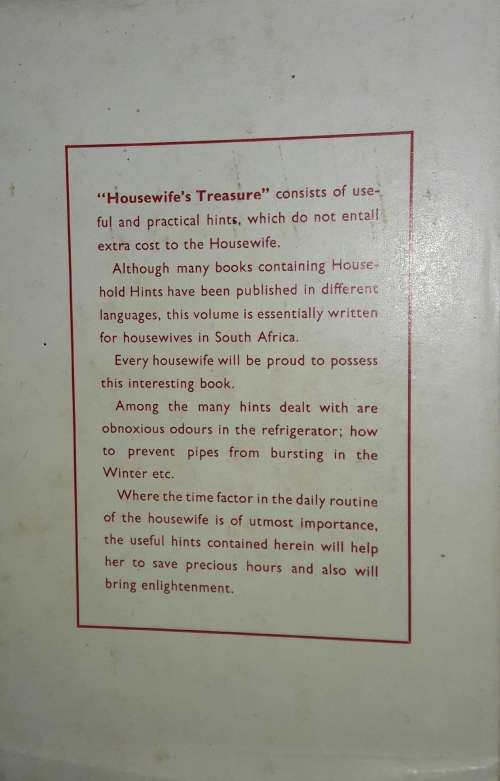 "Housewife's Treasure" consists of use-
ful and practical hints, which do not entail
extra cost to the Housewife.
Although many books containing House-
hold Hints have been published in different
languages, this volume is essentially written
for housewives in South Africa.
Every housewife will be proud to possess
this interesting book.
Among the many hints dealt with are
obnoxious odours in the refrigerator; how
to prevent pipes from bursting in the
Winter etc.
Where the time factor in the daily routine
of the housewife is of utmost importance,
the useful hints contained herein will help
her to save precious hours and also will
bring enlightenment.